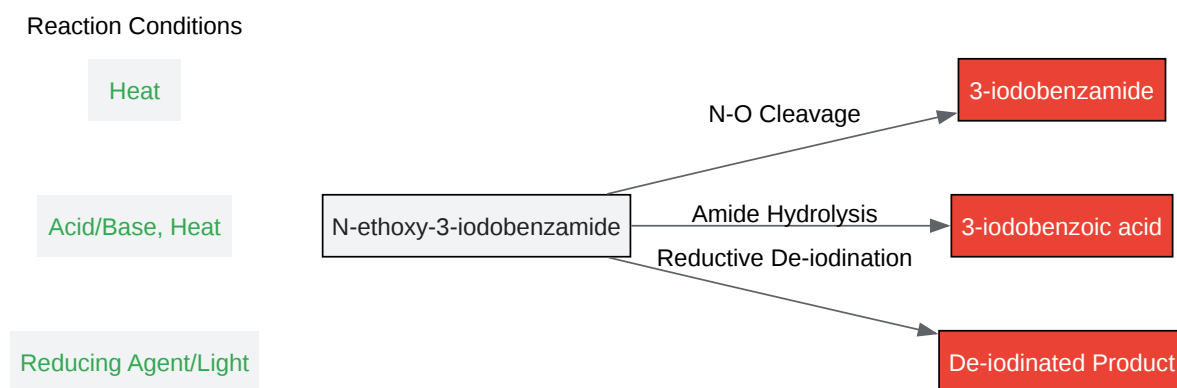 Reaction Conditions
Heat
3-iodobenzamide
N-O Cleavage
Acid/Base, Heat
N-ethoxy-3-iodobenzamide
Amide Hydrolysis
3-iodobenzoic acid
Reductive De-iodination
Reducing Agent/Light
De-iodinated Product